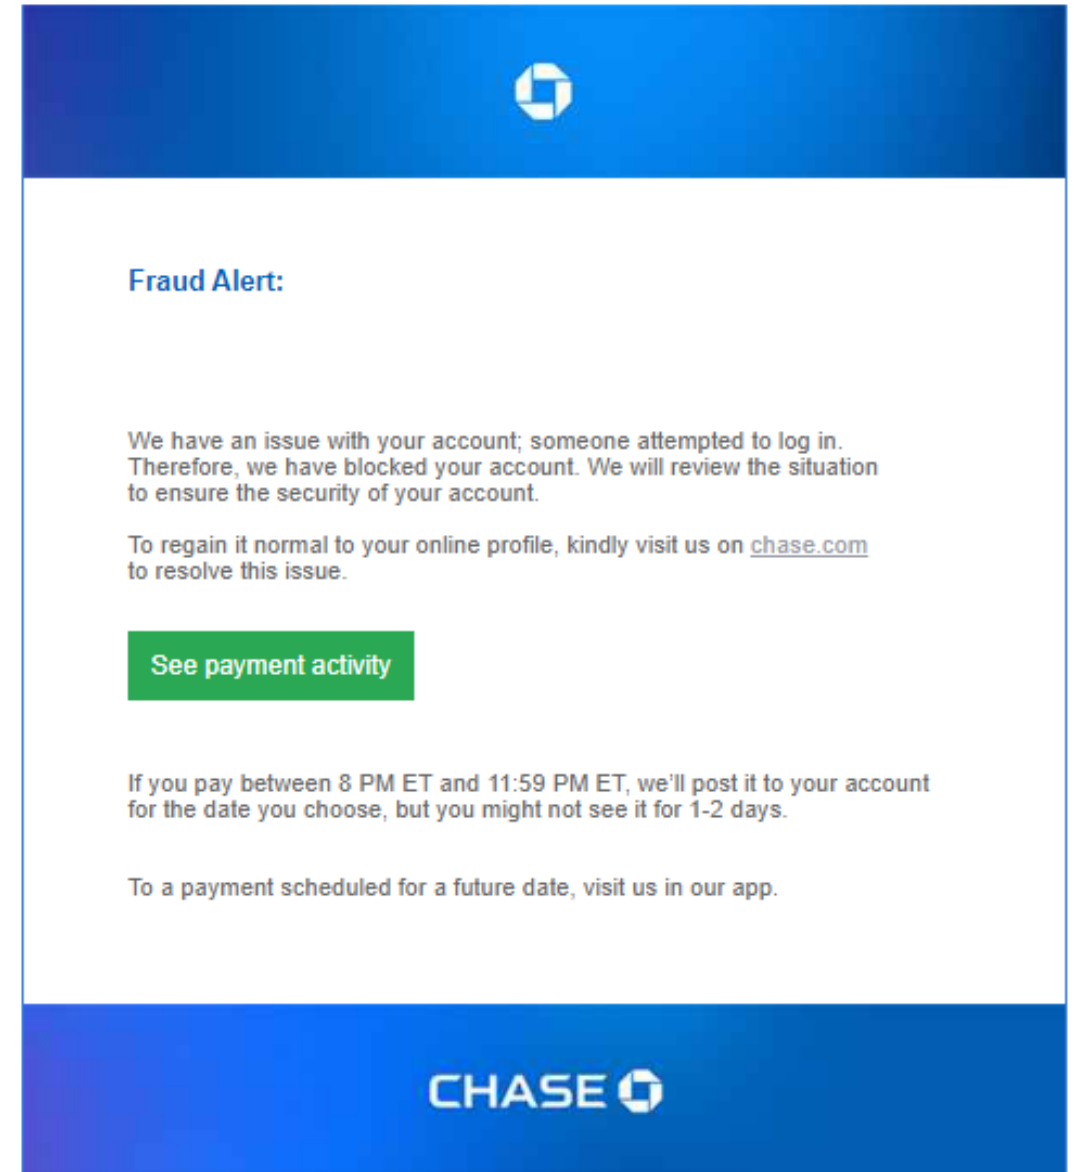 Fraud Alert:
We have an issue with your account; someone attempted to log in.
Therefore, we have blocked your account. We will review the situation
to ensure the security of your account.
To regain it normal to your online profile, kindly visit us on chase.com
to resolve this issue.
See payment activity
If you pay between 8 PM ET and 11:59 PM ET, we'll post it to your account
for the date you choose, but you might not see it for 1-2 days.
To a payment scheduled for a future date, visit us in our app.
CHASE